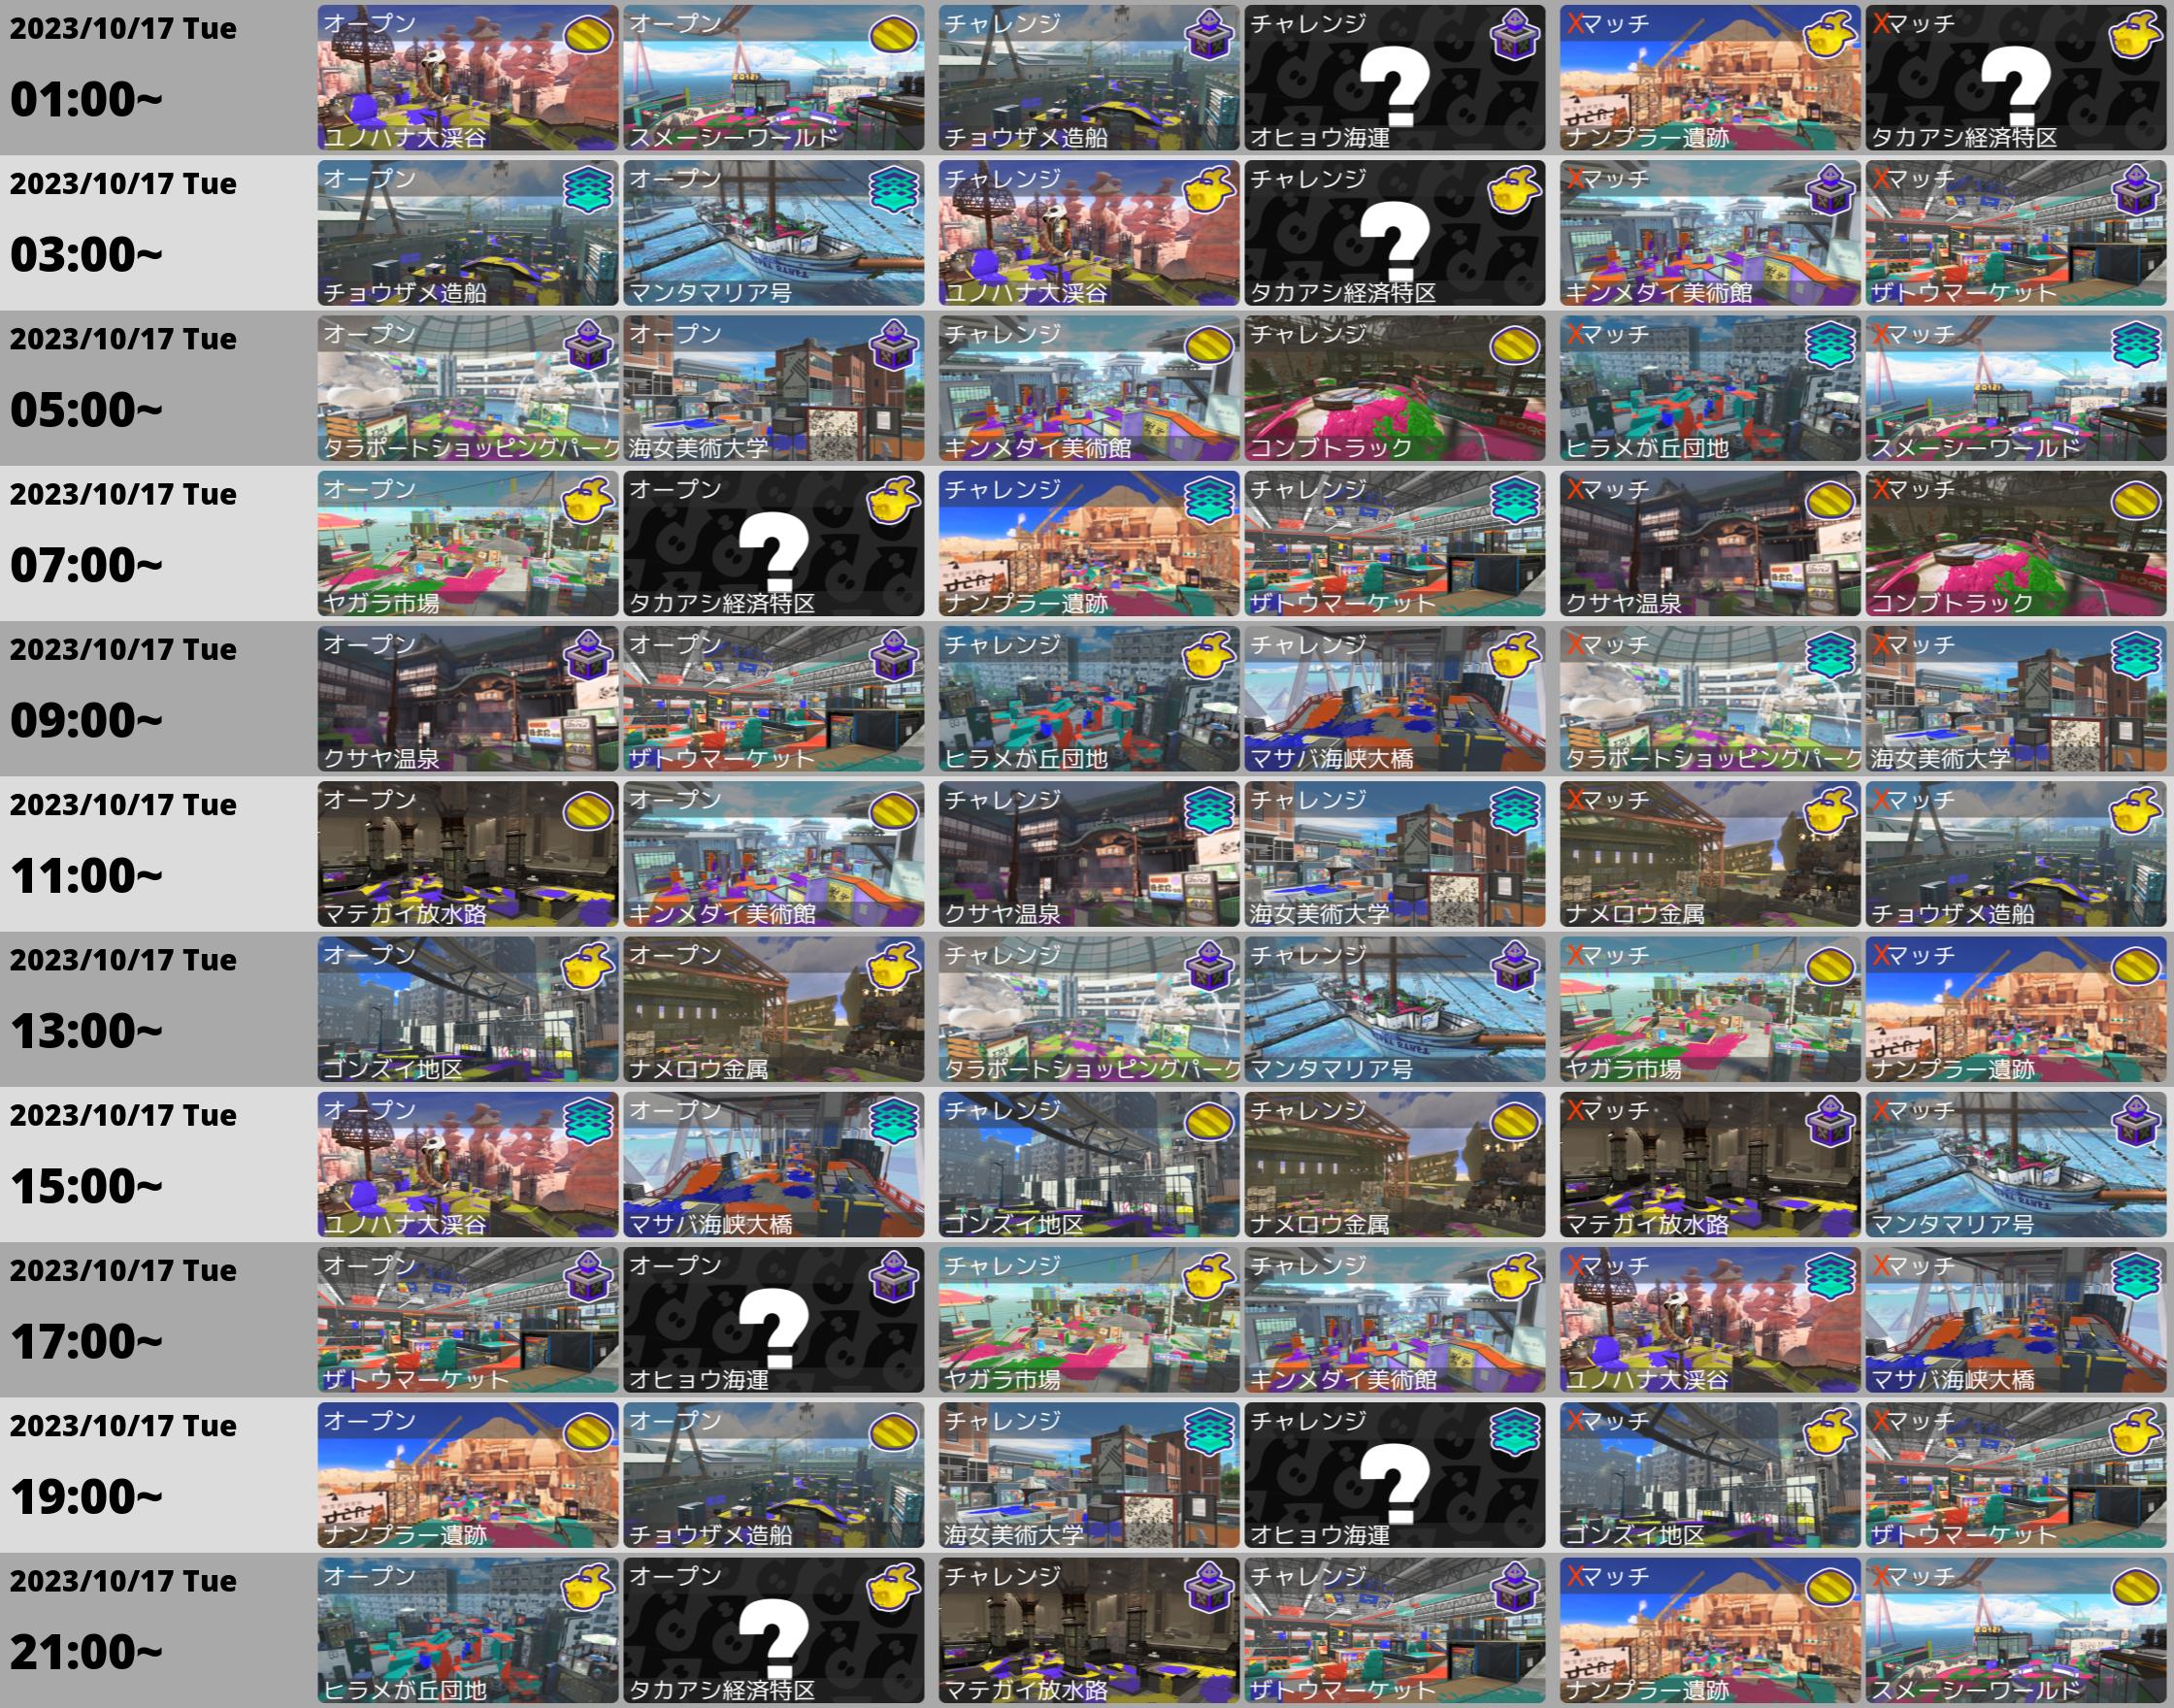 2023/10/17 Tue
01:00~
オープン
ユノハナ大渓谷
オープン
スメーシーワールド
チャレンジ
チョウザメ造船
チャレンジ
オヒョウ海運
Xマッチ
ナンプラー遺跡
Xマッチ
タカアシ経済特区
2023/10/17 Tue
03:00~
オープン
チョウザメ造船
オープン
マンタマリア号
チャレンジ
ユノハナ大渓谷
チャレンジ
タカアシ経済特区
Xマッチ
キンメダイ美術館
Xマッチ
ザトウマーケット
2023/10/17 Tue
05:00~
オープン
タラポートショッピングパーク
オープン
海女美術大学
チャレンジ
キンメダイ美術館
チャレンジ
コンブトラック
Xマッチ
ヒラメが丘団地
Xマッチ
スメーシーワールド
2023/10/17 Tue
07:00~
オープン
ヤガラ市場
オープン
タカアシ経済特区
チャレンジ
ナンプラー遺跡
チャレンジ
ザトウマーケット
Xマッチ
クサヤ温泉
Xマッチ
コンブトラック
2023/10/17 Tue
09:00~
オープン
クサヤ温泉
オープン
ザトウマーケット
チャレンジ
ヒラメが丘団地
チャレンジ
マサバ海峡大橋
Xマッチ
タラポートショッピングパーク
Xマッチ
海女美術大学
2023/10/17 Tue
11:00~
オープン
マテガイ放水路
オープン
キンメダイ美術館
チャレンジ
クサヤ温泉
チャレンジ
海女美術大学
Xマッチ
ナメロウ金属
Xマッチ
チョウザメ造船
2023/10/17 Tue
13:00~
オープン
ゴンズイ地区
オープン
ナメロウ金属
チャレンジ
タラポートショッピングパーク
チャレンジ
マンタマリア号
Xマッチ
ヤガラ市場
Xマッチ
ナンプラー遺跡
2023/10/17 Tue
15:00~
オープン
ユノハナ大渓谷
オープン
マサバ海峡大橋
チャレンジ
ゴンズイ地区
チャレンジ
ナメロウ金属
Xマッチ
マテガイ放水路
Xマッチ
マンタマリア号
2023/10/17 Tue
17:00~
オープン
ザトウマーケット
オープン
オヒョウ海運
チャレンジ
ヤガラ市場
チャレンジ
キンメダイ美術館
Xマッチ
ユノハナ大渓谷
Xマッチ
マサバ海峡大橋
2023/10/17 Tue
19:00~
オープン
ナンプラー遺跡
オープン
チョウザメ造船
チャレンジ
海女美術大学
チャレンジ
オヒョウ海運
Xマッチ
ゴンズイ地区
Xマッチ
ザトウマーケット
2023/10/17 Tue
21:00~
オープン
ヒラメが丘団地
オープン
タカアシ経済特区
チャレンジ
マテガイ放水路
チャレンジ
ザトウマーケット
Xマッチ
ナンプラー遺跡
Xマッチ
スメーシーワールド